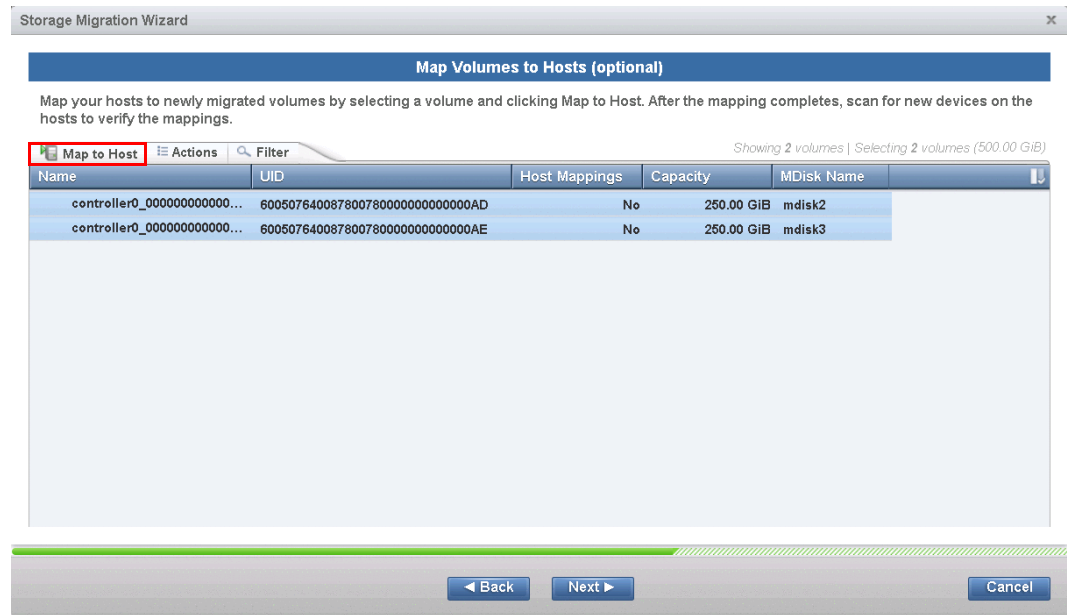 Storage Migration Wizard x
Map Volumes to Hosts (optional)
Map your hosts to newly migrated volumes by selecting a volume and clicking Map to Host. After the mapping completes, scan for new devices on the
hosts to verify the mappings.
Map to Host Actions Filter Showing 2 volumes | Selecting 2 volumes (500.00 GiB)
Name UID Host Mappings Capacity MDisk Name
controller0_000000000000... 6005076400878007800000000000000AD No 250.00 GiB mdisk2
controller0_000000000000... 6005076400878007800000000000000AE No 250.00 GiB mdisk3
◄ Back Next ► Cancel